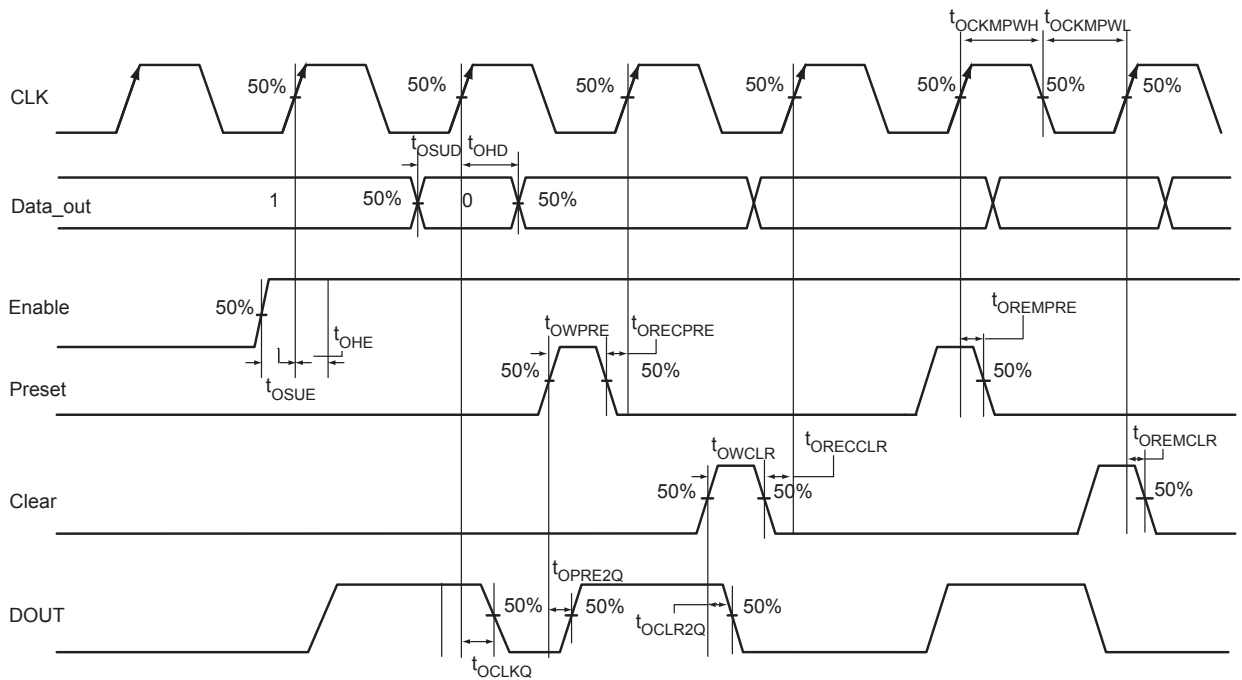 tOCKMPWH tOCKMPWL
CLK
50% 50% 50% 50% 50% 50% 50%
tOSUD tOHD
Data_out
1 50% 0 50%
Enable
50%
tOHE
tOSUE
tOWPRE tORECPRE tOREMPRE
Preset
50% 50% 50%
tOWCLR tORECCLR tOREMCLR
Clear
50% 50% 50%
tOPRE2Q
DOUT
50% 50% 50%
tOCLR2Q
tOCLKQ